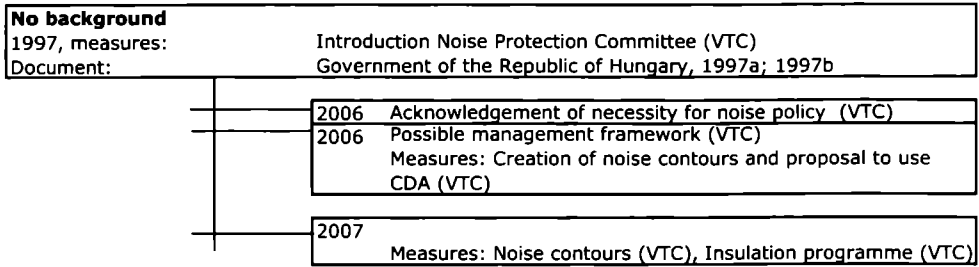 No background
1997, measures: Introduction Noise Protection Committee (VTC)
Document: Government of the Republic of Hungary, 1997a; 1997b
2006 Acknowledgement of necessity for noise policy (VTC)
2006 Possible management framework (VTC)
Measures: Creation of noise contours and proposal to use
CDA (VTC)
2007
Measures: Noise contours (VTC), Insulation programme (VTC)